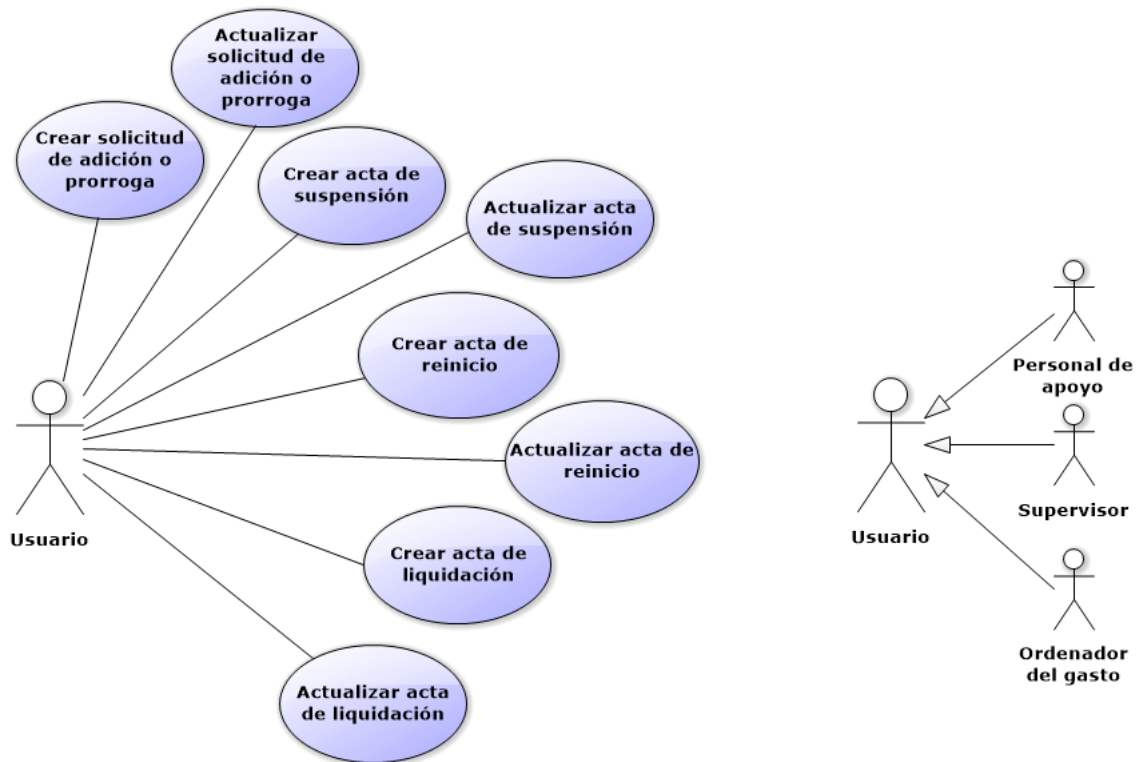 Actualizar
solicitud de
adición o
prorroga
Crear solicitud
de adición o
prorroga
Crear acta de
suspensión
Actualizar acta
de suspensión
Crear acta de
reinicio
Actualizar acta de
reinicio
Crear acta de
liquidación
Actualizar acta
de liquidación
Usuario
Personal de
apoyo
Supervisor
Usuario
Ordenador
del gasto